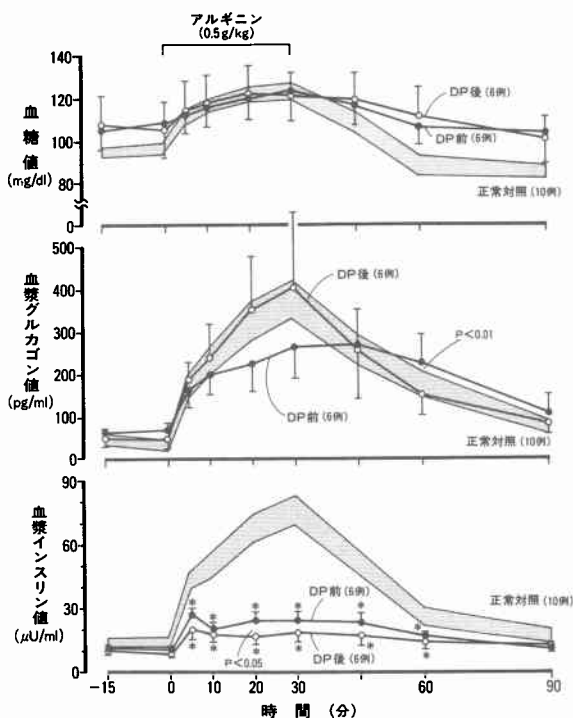 アルギニン
(0.5g/kg)
140
120
100
80
0
血糖値
(mg/dl)
DP後(6例)
DP前(6例)
正常対照(10例)
500
400
300
200
100
0
血漿グルカゴン値
(pg/ml)
DP後(6例)
P<0.01
DP前(6例)
正常対照(10例)
90
60
30
0
血漿インスリン値
(μU/ml)
正常対照(10例)
DP前(6例)
P<0.05
DP後(6例)
* * * * * *
* * * * * *
-15 0 5 10 20 30 60 90
時間(分)